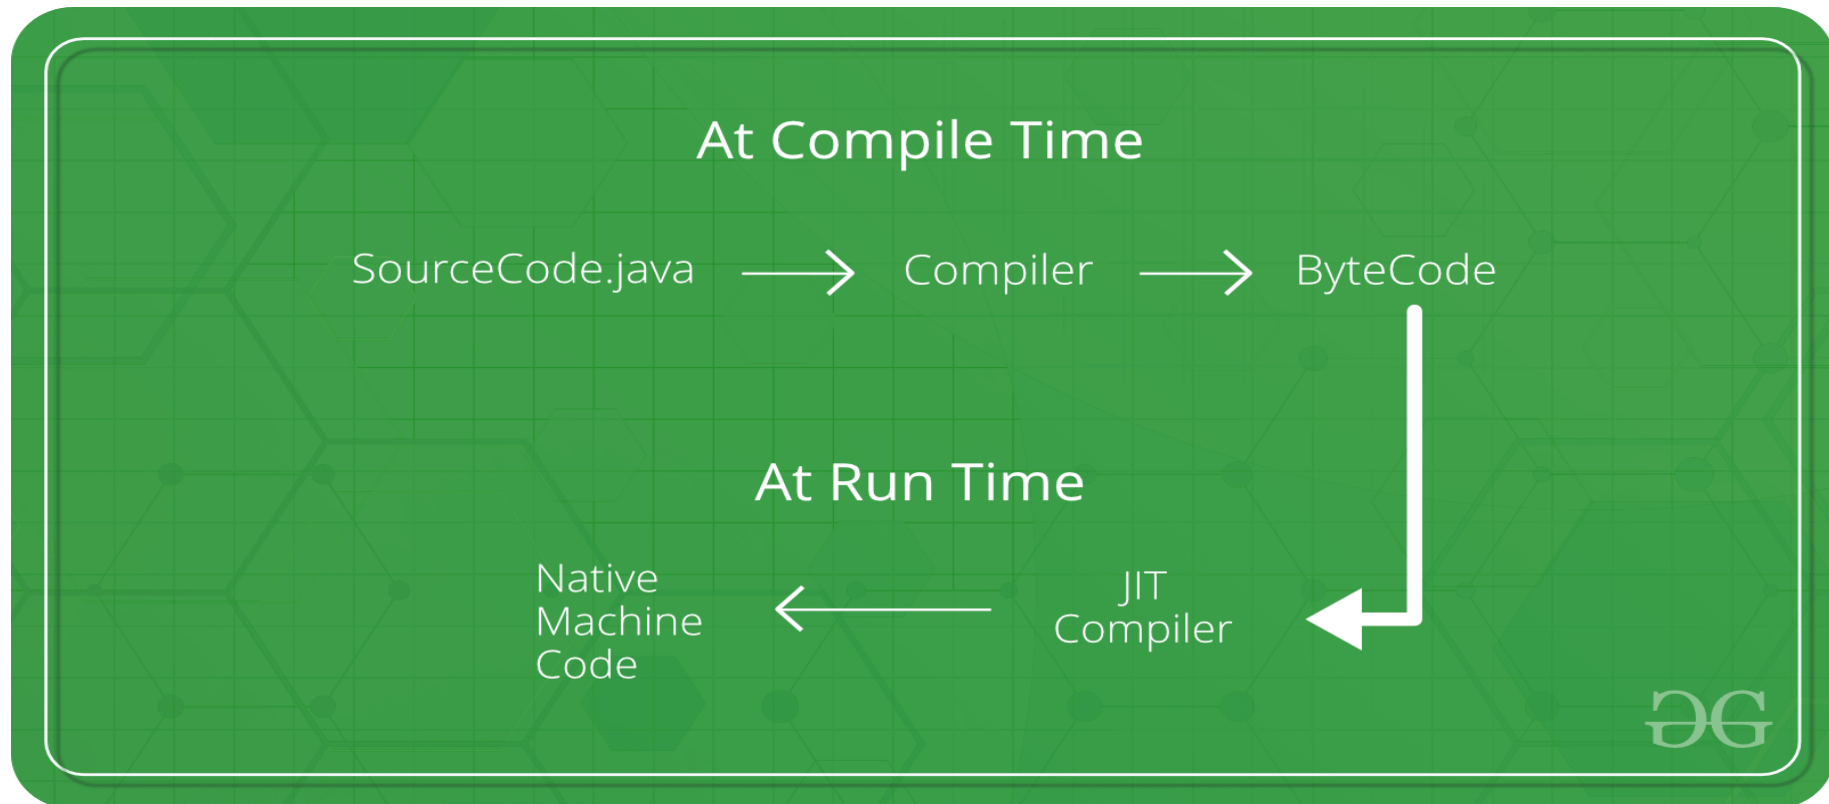 At Compile Time
SourceCode.java
Compiler
ByteCode
At Run Time
Native
Machine
Code
JIT
Compiler